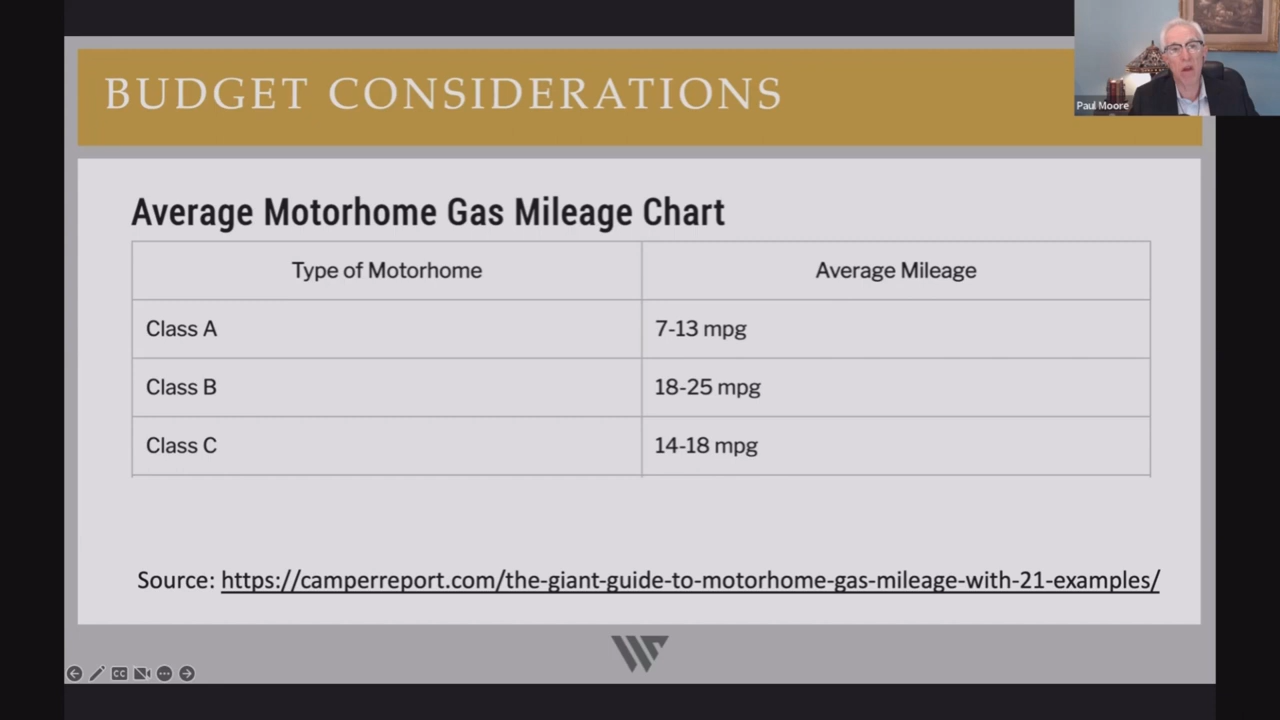 BUDGET CONSIDERATIONS
Paul Moore
Average Motorhome Gas Mileage Chart
Type of Motorhome Average Mileage
Class A 7-13 mpg
Class B 18-25 mpg
Class C 14-18 mpg
Source: https://camperreport.com/the-giant-guide-to-motorhome-gas-mileage-with-21-examples/
CC